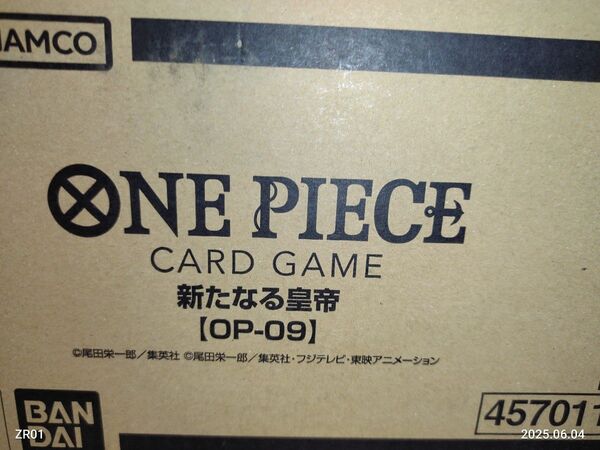 NAMCO
ONE PIECE
CARD GAME
新たなる皇帝
【OP-09】
©尾田栄一郎／集英社 ©尾田栄一郎／集英社・フジテレビ・東映アニメーション
BAN
DAI
457011
ZR01
2025.06.04